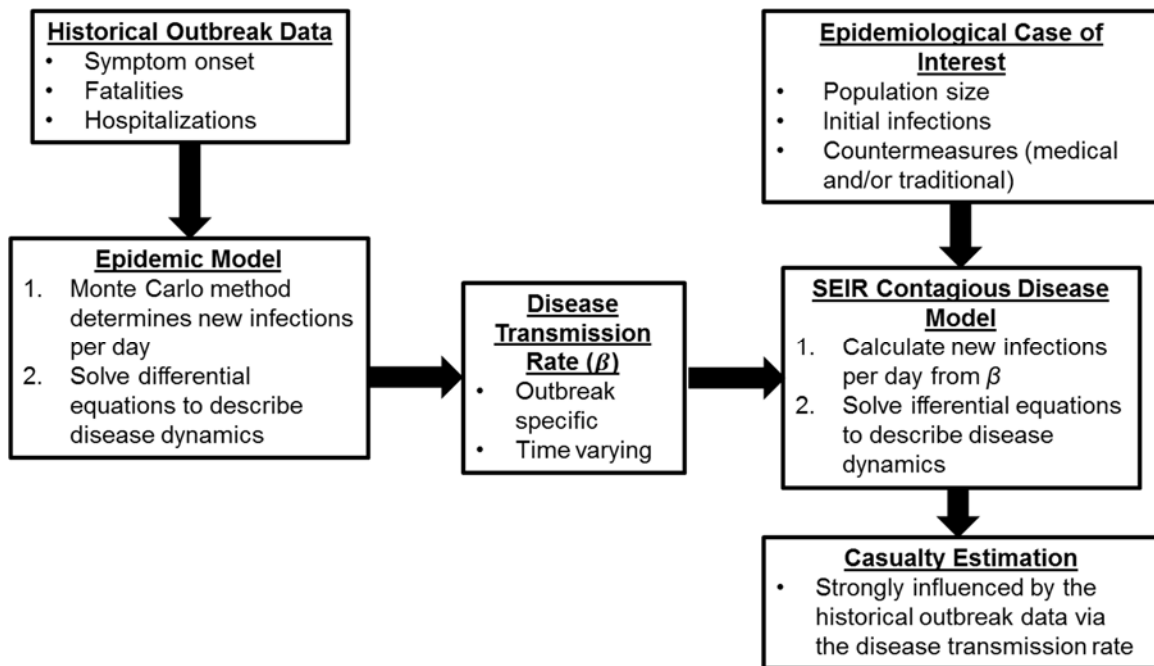 Historical Outbreak Data
• Symptom onset
• Fatalities
• Hospitalizations
Epidemic Model
1. Monte Carlo method
determines new infections
per day
2. Solve differential
equations to describe
disease dynamics
Disease
Transmission
Rate (β)
• Outbreak
specific
• Time varying
Epidemiological Case of
Interest
• Population size
• Initial infections
• Countermeasures (medical
and/or traditional)
SEIR Contagious Disease
Model
1. Calculate new infections
per day from β
2. Solve ifferential equations
to describe disease
dynamics
Casualty Estimation
• Strongly influenced by the
historical outbreak data via
the disease transmission rate